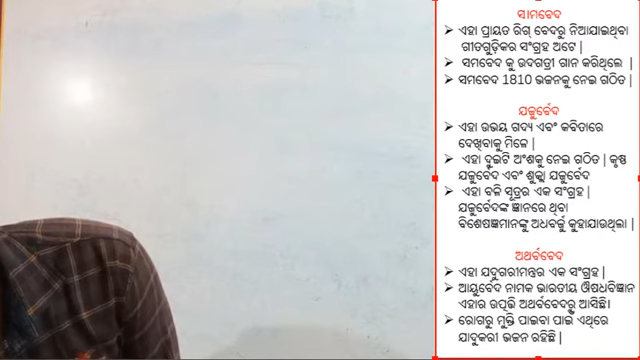 ସାମବେଦ
➤ ଏହା ପ୍ରାୟତ ରିଗ୍ ବେଦରୁ ନିଆଯାଇଥିବା
ଗୀତଗୁଡ଼ିକର ସଂଗ୍ରହ ଅଟେ |
➤ ସମବେଦ କୁ ଉଦଗତ୍ରୀ ଗାନ କରିଥିଲେ |
➤ ସମବେଦ 1810 ଭଜନକୁ ନେଇ ଗଠିତ |
ଯଜୁର୍ବେଦ
➤ ଏହା ଉଭୟ ଗଦ୍ୟ ଏବଂ କବିତାରେ
ଦେଖିବାକୁ ମିଳେ |
➤ ଏହା ଦୁଇଟି ଅଂଶକୁ ନେଇ ଗଠିତ | କୃଷ୍ଣ
ଯଜୁର୍ବେଦ ଏବଂ ଶୁକ୍ଲା ଯଜୁର୍ବେଦ
➤ ଏହା ବଳି ସୂତ୍ରର ଏକ ସଂଗ୍ରହ |
ଯଜୁର୍ବେଦଙ୍କ ଜ୍ଞାନରେ ଥିବା
ବିଶେଷଜ୍ଞମାନଙ୍କୁ ଅଧବର୍ଜୁ କୁହାଯାଉଥିଲା |
ଅଥର୍ବବେଦ
➤ ଏହା ଯଦୁଗରୀମନ୍ତ୍ରର ଏକ ସଂଗ୍ରହ |
➤ ଆୟୁର୍ବେଦ ନାମକ ଭାରତୀୟ ଔଷଧବିଜ୍ଞାନ
ଏହାର ଉତ୍ପତ୍ତି ଅଥର୍ବବେଦରୁ ଆସିଛି।
➤ ରୋଗରୁ ମୁକ୍ତି ପାଇବା ପାଇଁ ଏଥିରେ
ଯାଦୁକରୀ ଭଜନ ରହିଛି |